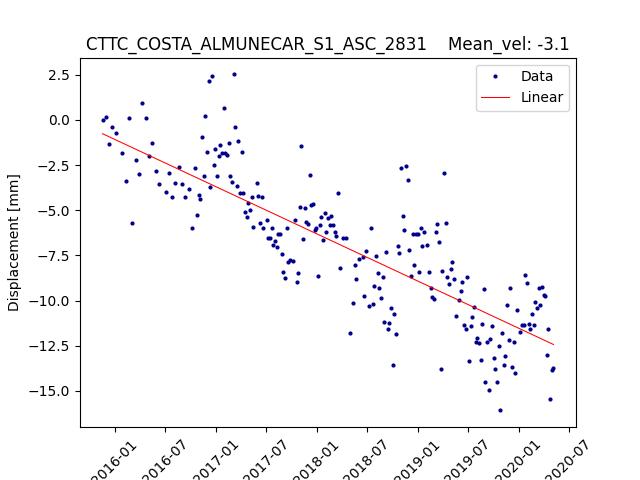 CTTC_COSTA_ALMUNECAR_S1_ASC_2831 Mean_vel: -3.1
Data
Linear
Displacement [mm]
2.5
0.0
−2.5
−5.0
−7.5
−10.0
−12.5
−15.0
2016-01 2016-07 2017-01 2017-07 2018-01 2018-07 2019-01 2019-07 2020-01 2020-07